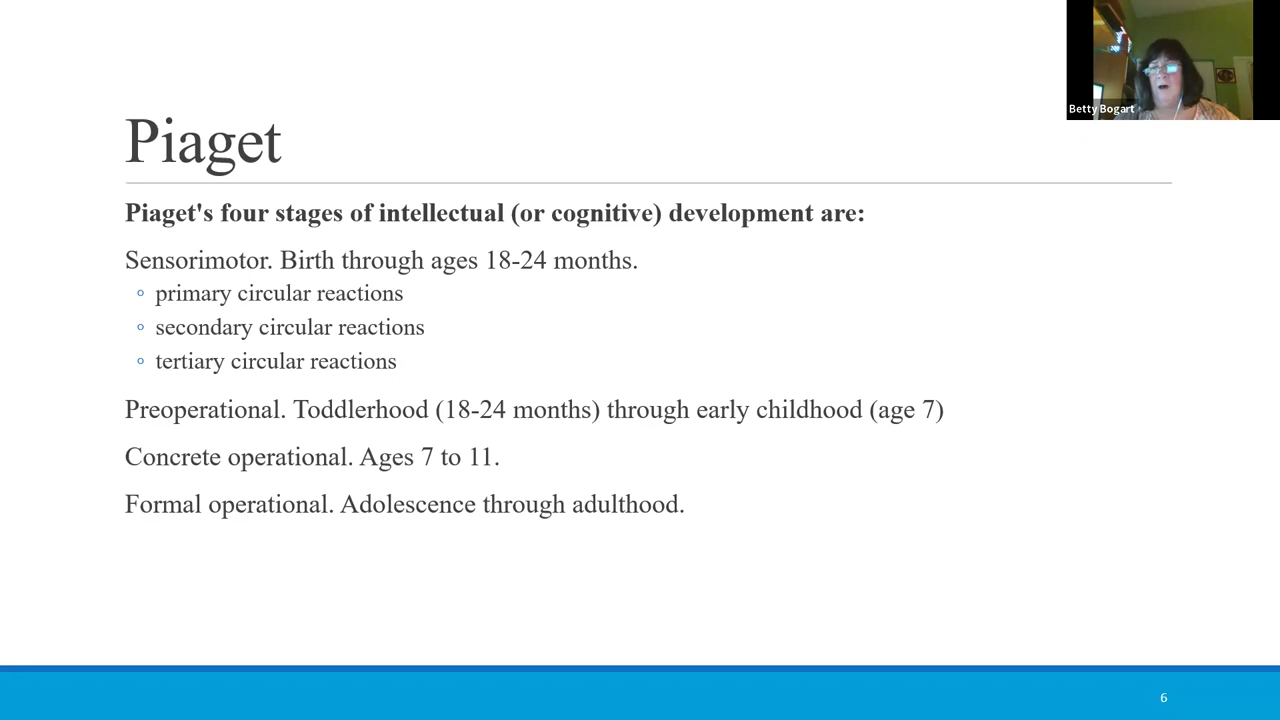 Betty Bogart
Piaget
Piaget's four stages of intellectual (or cognitive) development are:
Sensorimotor. Birth through ages 18-24 months.
◦ primary circular reactions
◦ secondary circular reactions
◦ tertiary circular reactions
Preoperational. Toddlerhood (18-24 months) through early childhood (age 7)
Concrete operational. Ages 7 to 11.
Formal operational. Adolescence through adulthood.
6